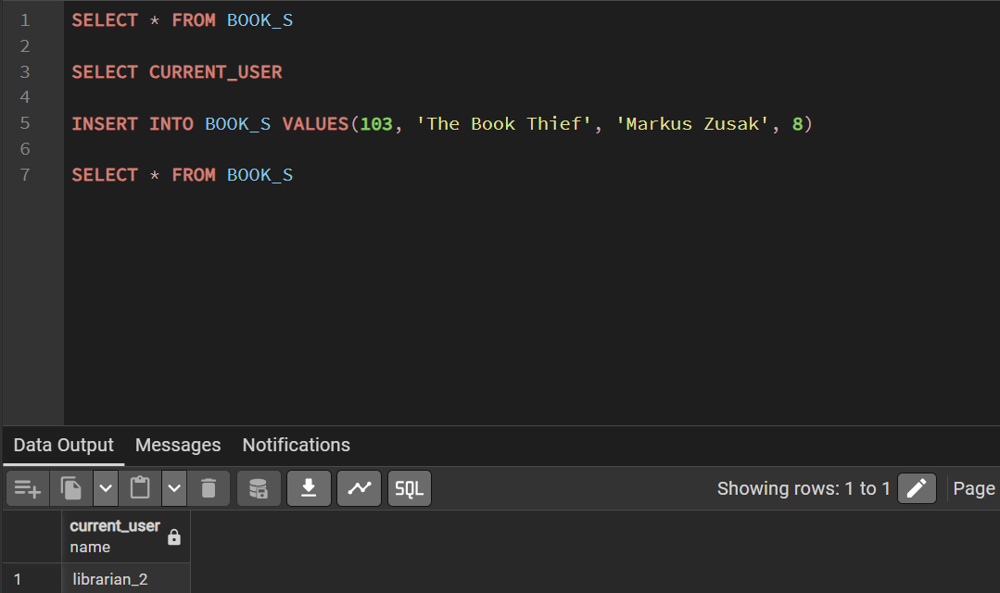 1 SELECT * FROM BOOK_S
2
3 SELECT CURRENT_USER
4
5 INSERT INTO BOOK_S VALUES(103, 'The Book Thief', 'Markus Zusak', 8)
6
7 SELECT * FROM BOOK_S
Data Output Messages Notifications
SQL Showing rows: 1 to 1 Page
current_user
name
1 librarian_2